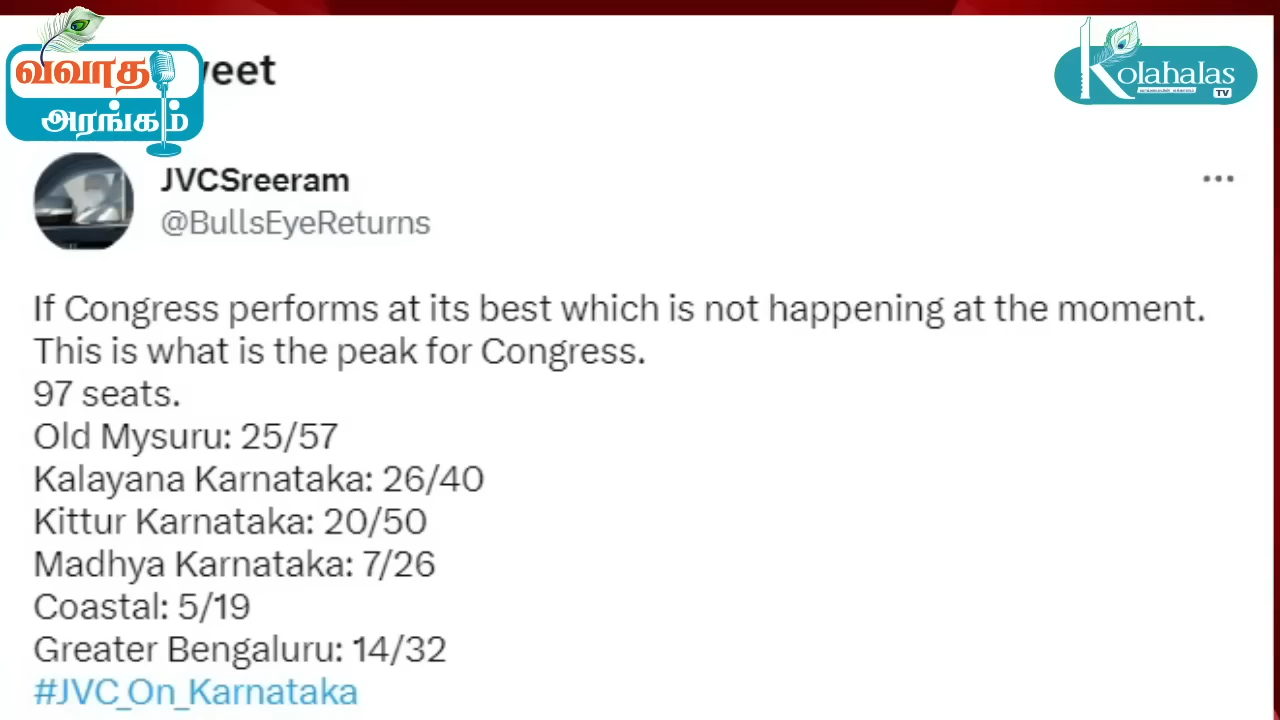 வவாத
அரங்கம்
weet
Kolahalas
TV
JVCSreeram
@BullsEyeReturns
If Congress performs at its best which is not happening at the moment.
This is what is the peak for Congress.
97 seats.
Old Mysuru: 25/57
Kalayana Karnataka: 26/40
Kittur Karnataka: 20/50
Madhya Karnataka: 7/26
Coastal: 5/19
Greater Bengaluru: 14/32
#JVC_On_Karnataka